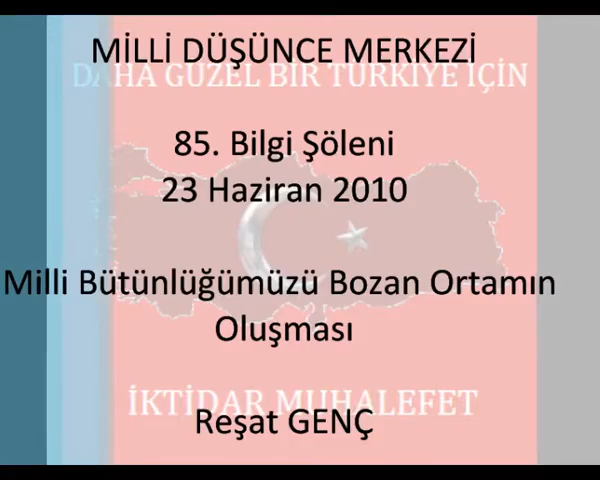 MİLLİ DÜŞÜNCE MERKEZİ
DAHA GÜZEL BİR TÜRKİYE İÇİN
85. Bilgi Şöleni
23 Haziran 2010
Milli Bütünlüğümüzü Bozan Ortamın
Oluşması
İKTİDAR MUHALEFET
Reşat GENÇ